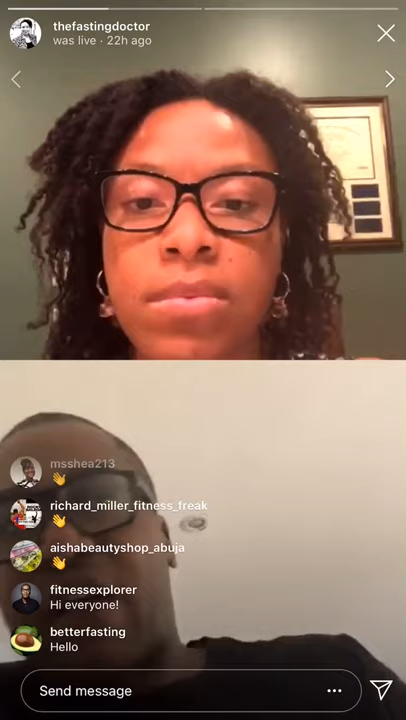 thefastingdoctor
was live · 22h ago
msshea213
👋
richard_miller_fitness_freak
👋
aishabeautyshop_abuja
👋
fitnessexplorer
Hi everyone!
betterfasting
Hello
Send message